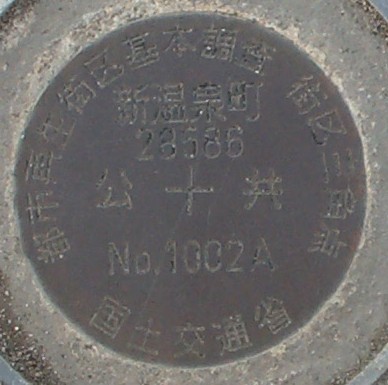 都市再生街区基本調査 街区三角点
新温泉町
28586
公共
No.1002A
国土交通省